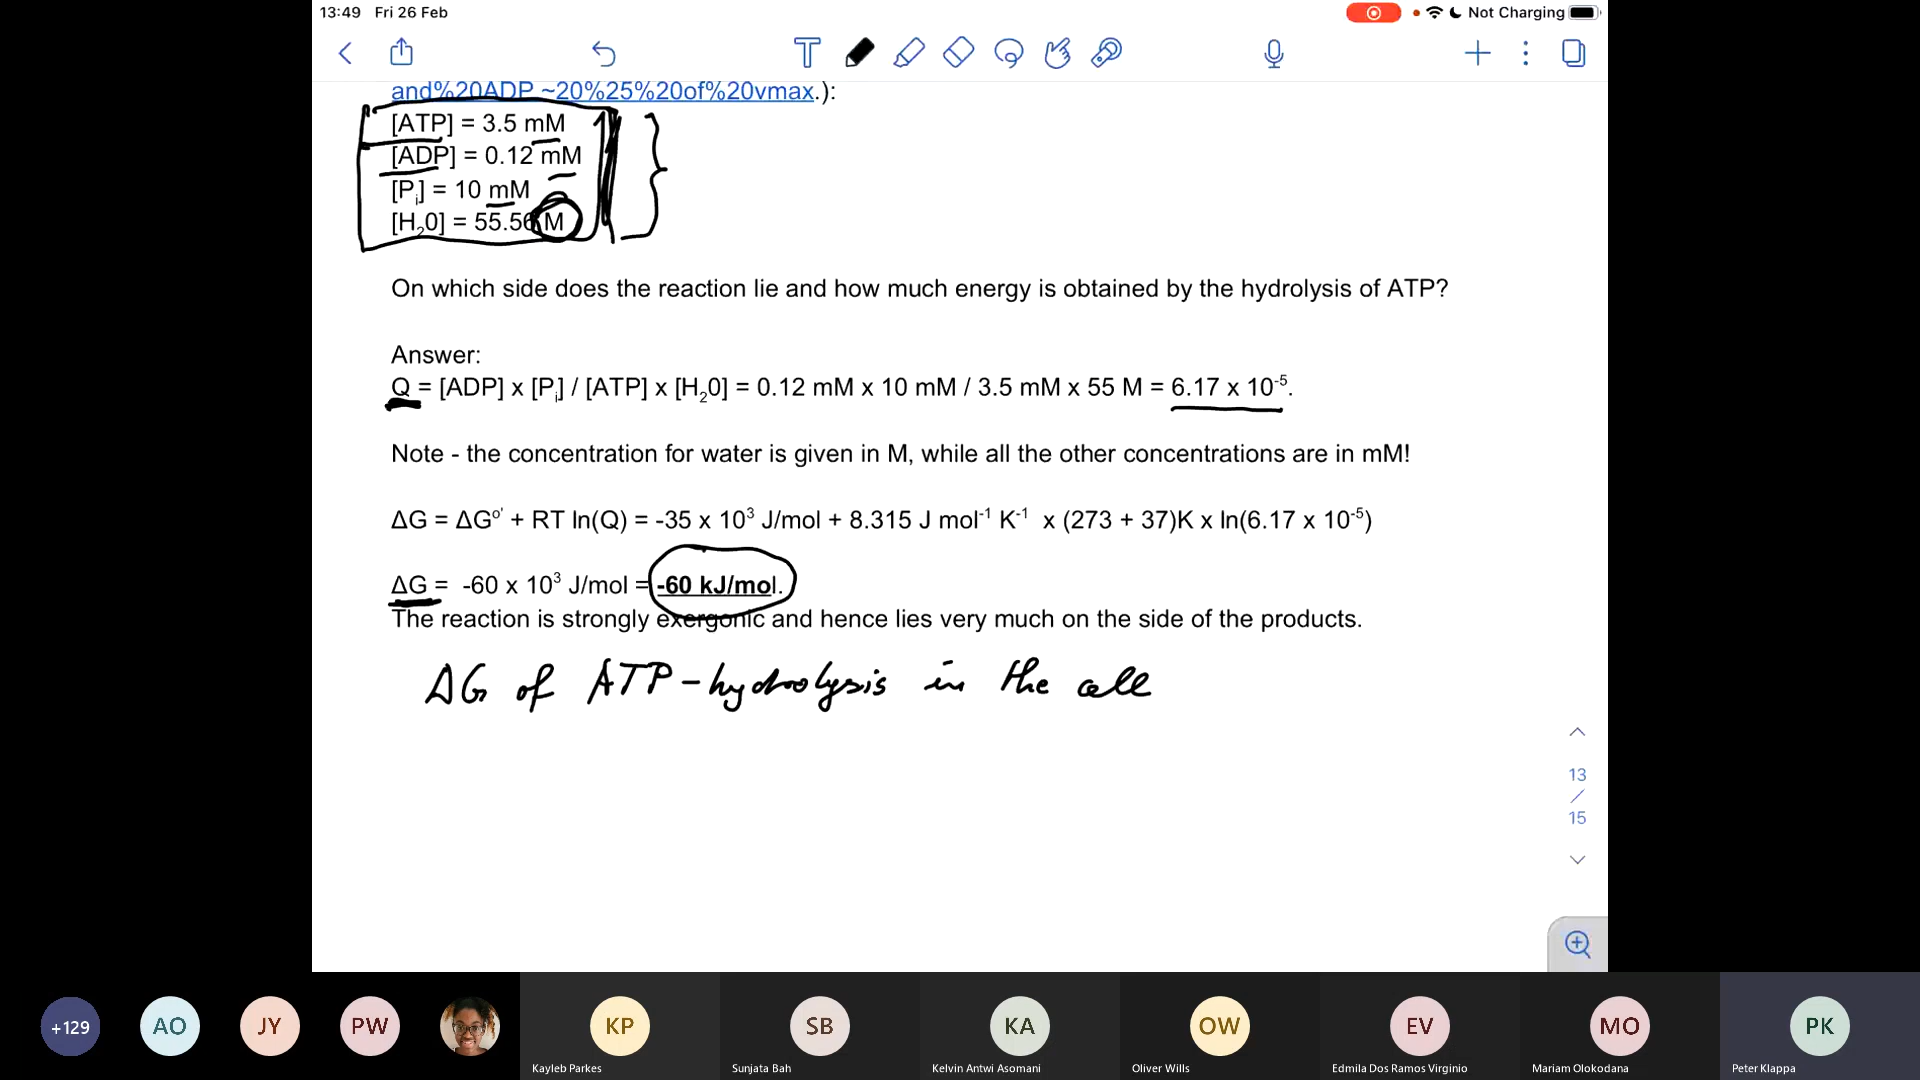 13:49 Fri 26 Feb
Not Charging
and%20ADP ~20%25%20of%20vmax.):
[ATP] = 3.5 mM
[ADP] = 0.12 mM
[Pi] = 10 mM
[H20] = 55.56 M
On which side does the reaction lie and how much energy is obtained by the hydrolysis of ATP?
Answer:
Q = [ADP] x [Pi] / [ATP] x [H20] = 0.12 mM x 10 mM / 3.5 mM x 55 M = 6.17 x 10-5.
Note - the concentration for water is given in M, while all the other concentrations are in mM!
ΔG = ΔGo' + RT ln(Q) = -35 x 103 J/mol + 8.315 J mol-1 K-1 x (273 + 37)K x ln(6.17 x 10-5)
ΔG = -60 x 103 J/mol = -60 kJ/mol.
The reaction is strongly exergonic and hence lies very much on the side of the products.
ΔG of ATP-hydrolysis in the cell
13
/
15
+129
AO
JY
PW
KP
SB
KA
OW
EV
MO
PK
Kayleb Parkes
Sunjata Bah
Kelvin Antwi Asomani
Oliver Wills
Edmila Dos Ramos Virginio
Mariam Olokodana
Peter Klappa